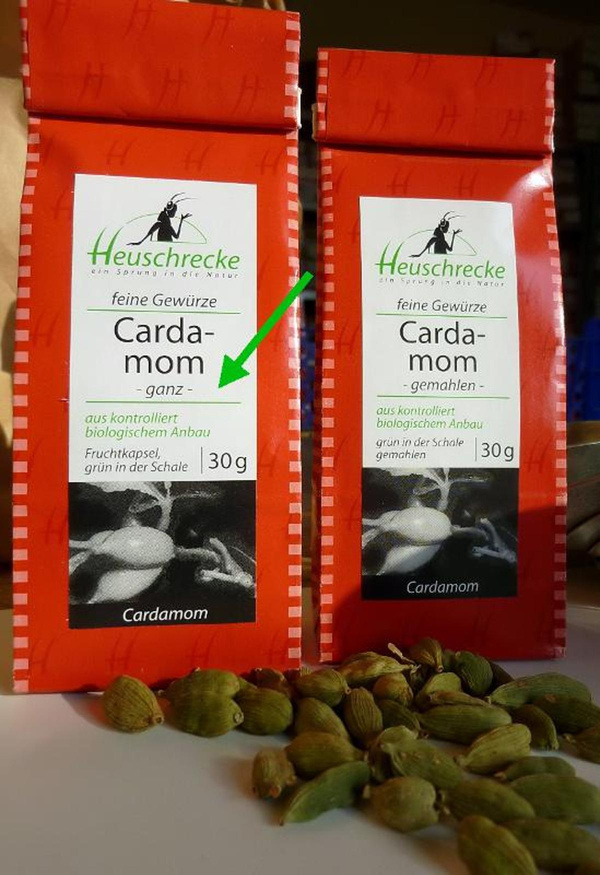 Heuschrecke
ein Sprung in die Natur
feine Gewürze
Carda-
mom
- ganz -
aus kontrolliert
biologischem Anbau
Fruchtkapsel,
grün in der Schale
30g
Cardamom
Heuschrecke
ein Sprung in die Natur
feine Gewürze
Carda-
mom
- gemahlen -
aus kontrolliert
biologischem Anbau
grün in der Schale
gemahlen
30g
Cardamom